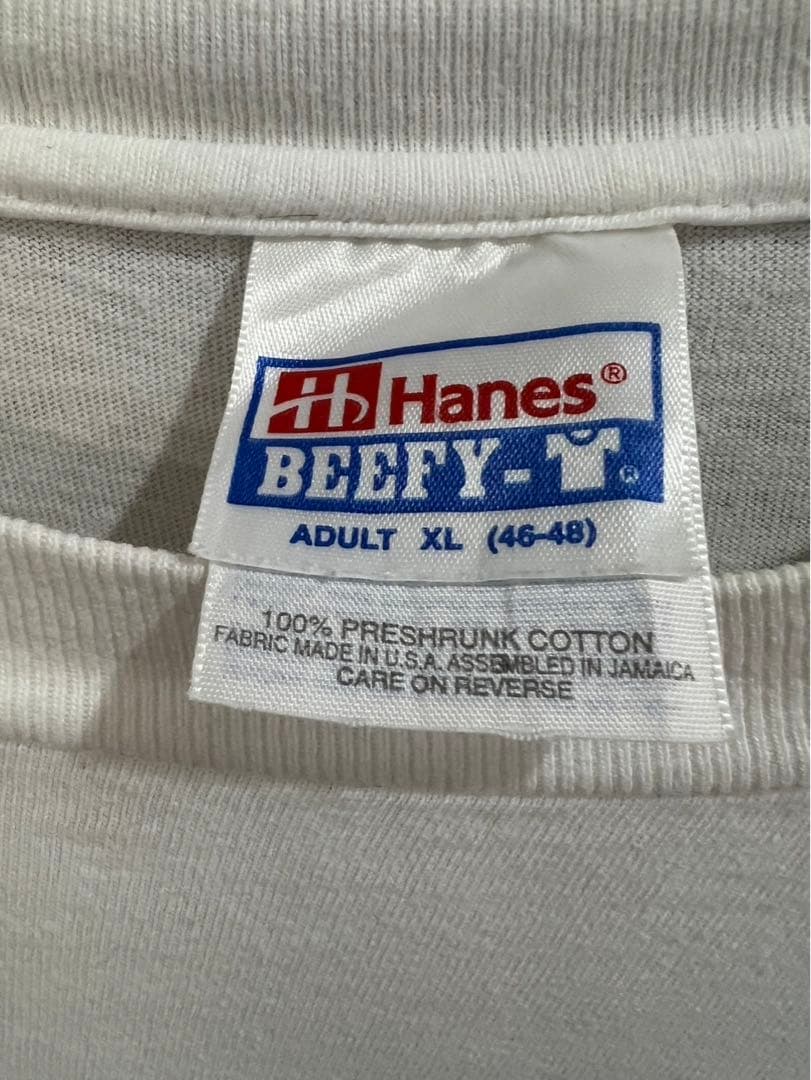 Hanes®
BEEFY-®
ADULT XL (46-48)
100% PRESHRUNK COTTON
FABRIC MADE IN U.S.A. ASSEMBLED IN JAMAICA
CARE ON REVERSE